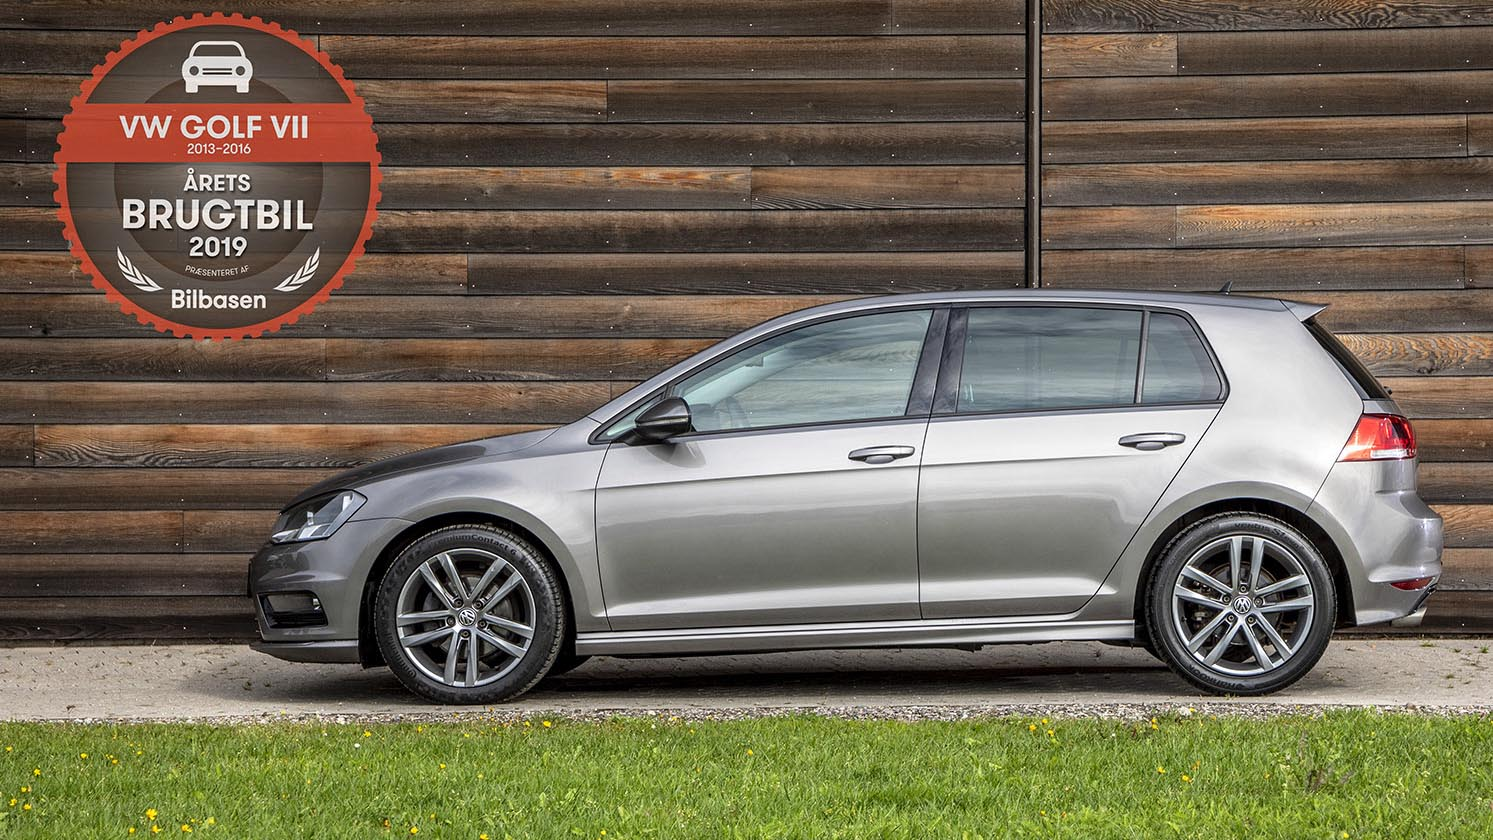 VW GOLF VII
2013–2016
ÅRETS
BRUGTBIL
2019
PRÆSENTERET AF
Bilbasen